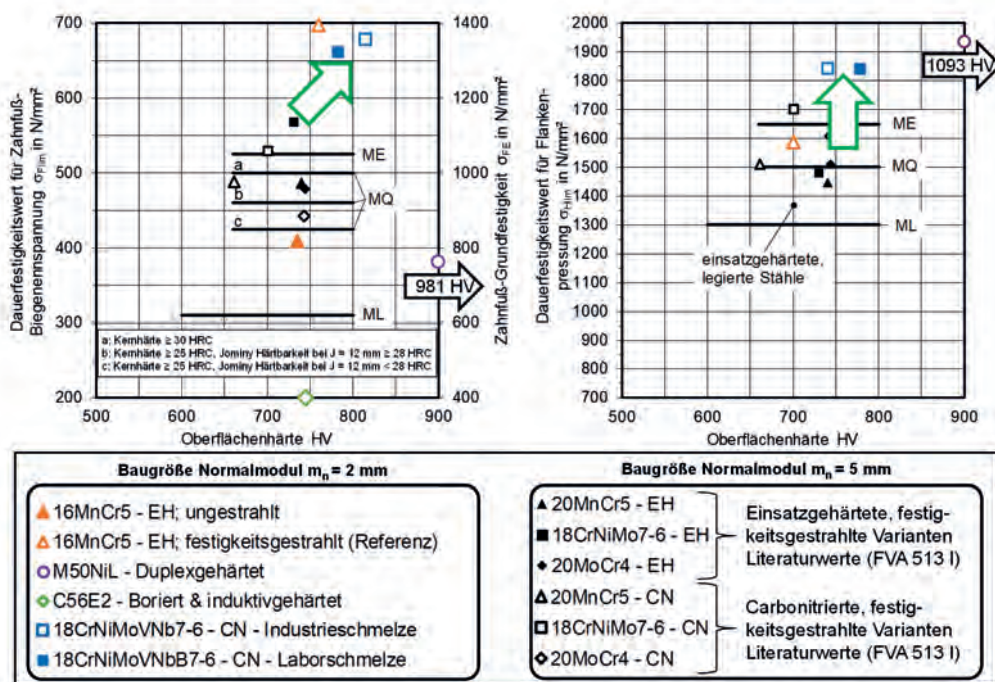 Dauerfestigkeitswert für Zahnfuß-
Biegenennspannung σFlim in N/mm²
700
600
500
400
300
200
1400
1200
1000
800
600
400
Zahnfuß-Grundfestigkeit σFE in N/mm²
ME
a
b
MQ
c
981 HV
ML
a: Kernhärte ≥ 30 HRC
b: Kernhärte ≥ 25 HRC, Jominy Härtbarkeit bei J = 12 mm ≥ 28 HRC
c: Kernhärte ≥ 25 HRC, Jominy Härtbarkeit bei J = 12 mm < 28 HRC
500 600 700 800 900
Oberflächenhärte HV
Dauerfestigkeitswert für Flanken-
pressung σHlim in N/mm²
2000
1900
1800
1700
1600
1500
1400
1300
1200
1100
1000
900
800
700
1093 HV
ME
MQ
ML
einsatzgehärtete,
legierte Stähle
500 600 700 800 900
Oberflächenhärte HV
Baugröße Normalmodul mn = 2 mm
16MnCr5 - EH; ungestrahlt
16MnCr5 - EH; festigkeitsgestrahlt (Referenz)
M50NiL - Duplexgehärtet
C56E2 - Boriert & induktivgehärtet
18CrNiMoVNb7-6 - CN - Industrieschmelze
18CrNiMoVNbB7-6 - CN - Laborschmelze
Baugröße Normalmodul mn = 5 mm
20MnCr5 - EH
18CrNiMo7-6 - EH
20MoCr4 - EH
Einsatzgehärtete, festig-
keitsgestrahlte Varianten
Literaturwerte (FVA 513 I)
20MnCr5 - CN
18CrNiMo7-6 - CN
20MoCr4 - CN
Carbonitrierte, festig-
keitsgestrahlte Varianten
Literaturwerte (FVA 513 I)